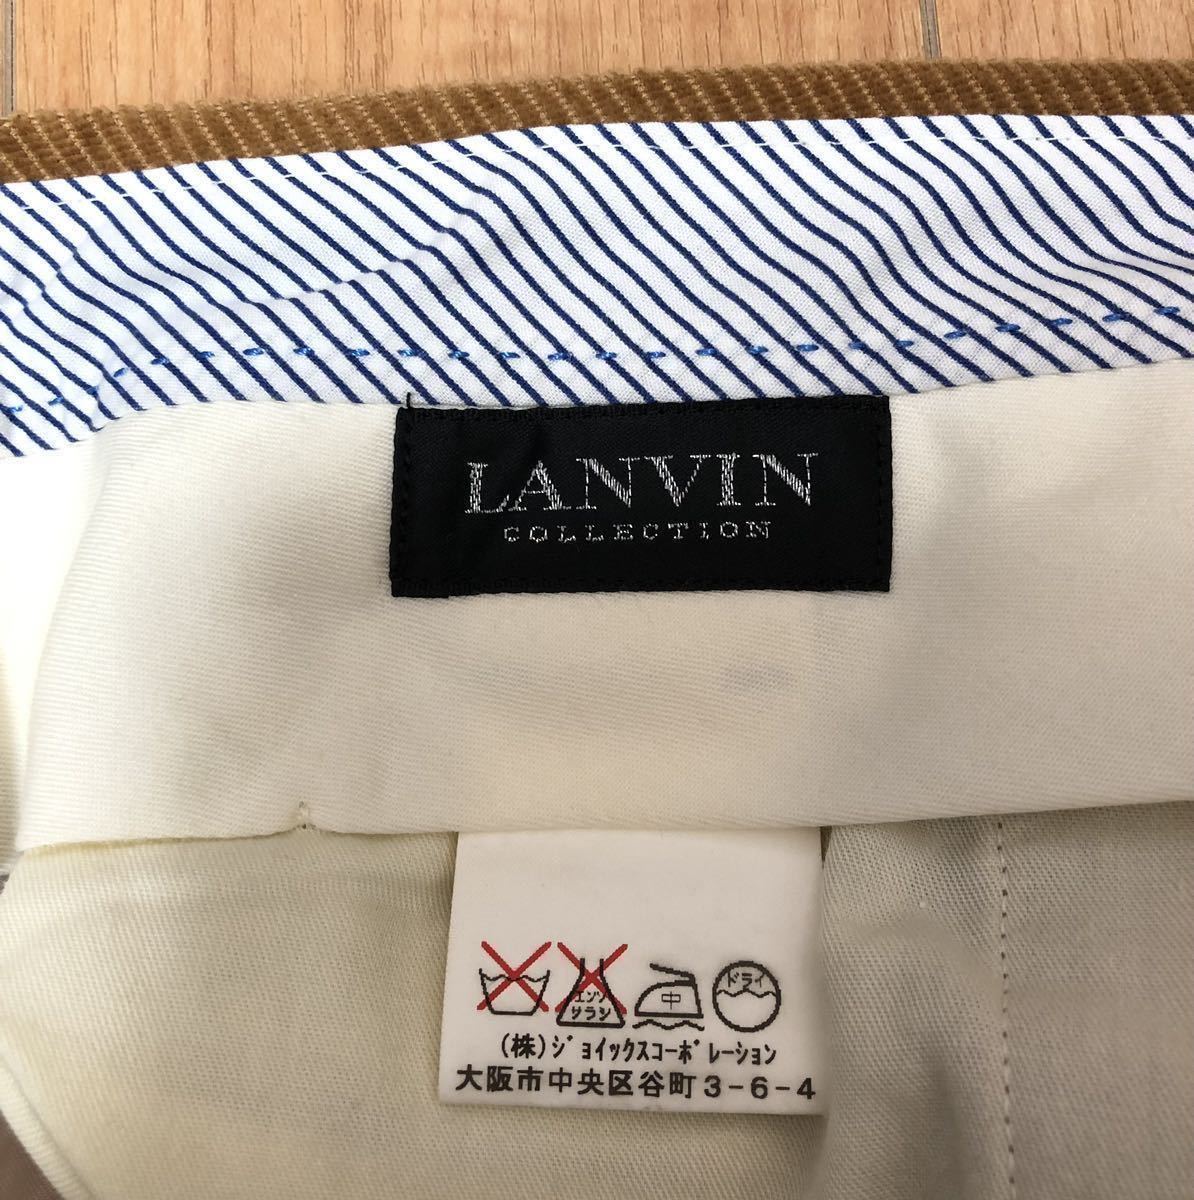 LANVIN
COLLECTION
エンソ 中 ドライ
サラシ
(株)ジョイックスコーポレーション
大阪市中央区谷町3-6-4